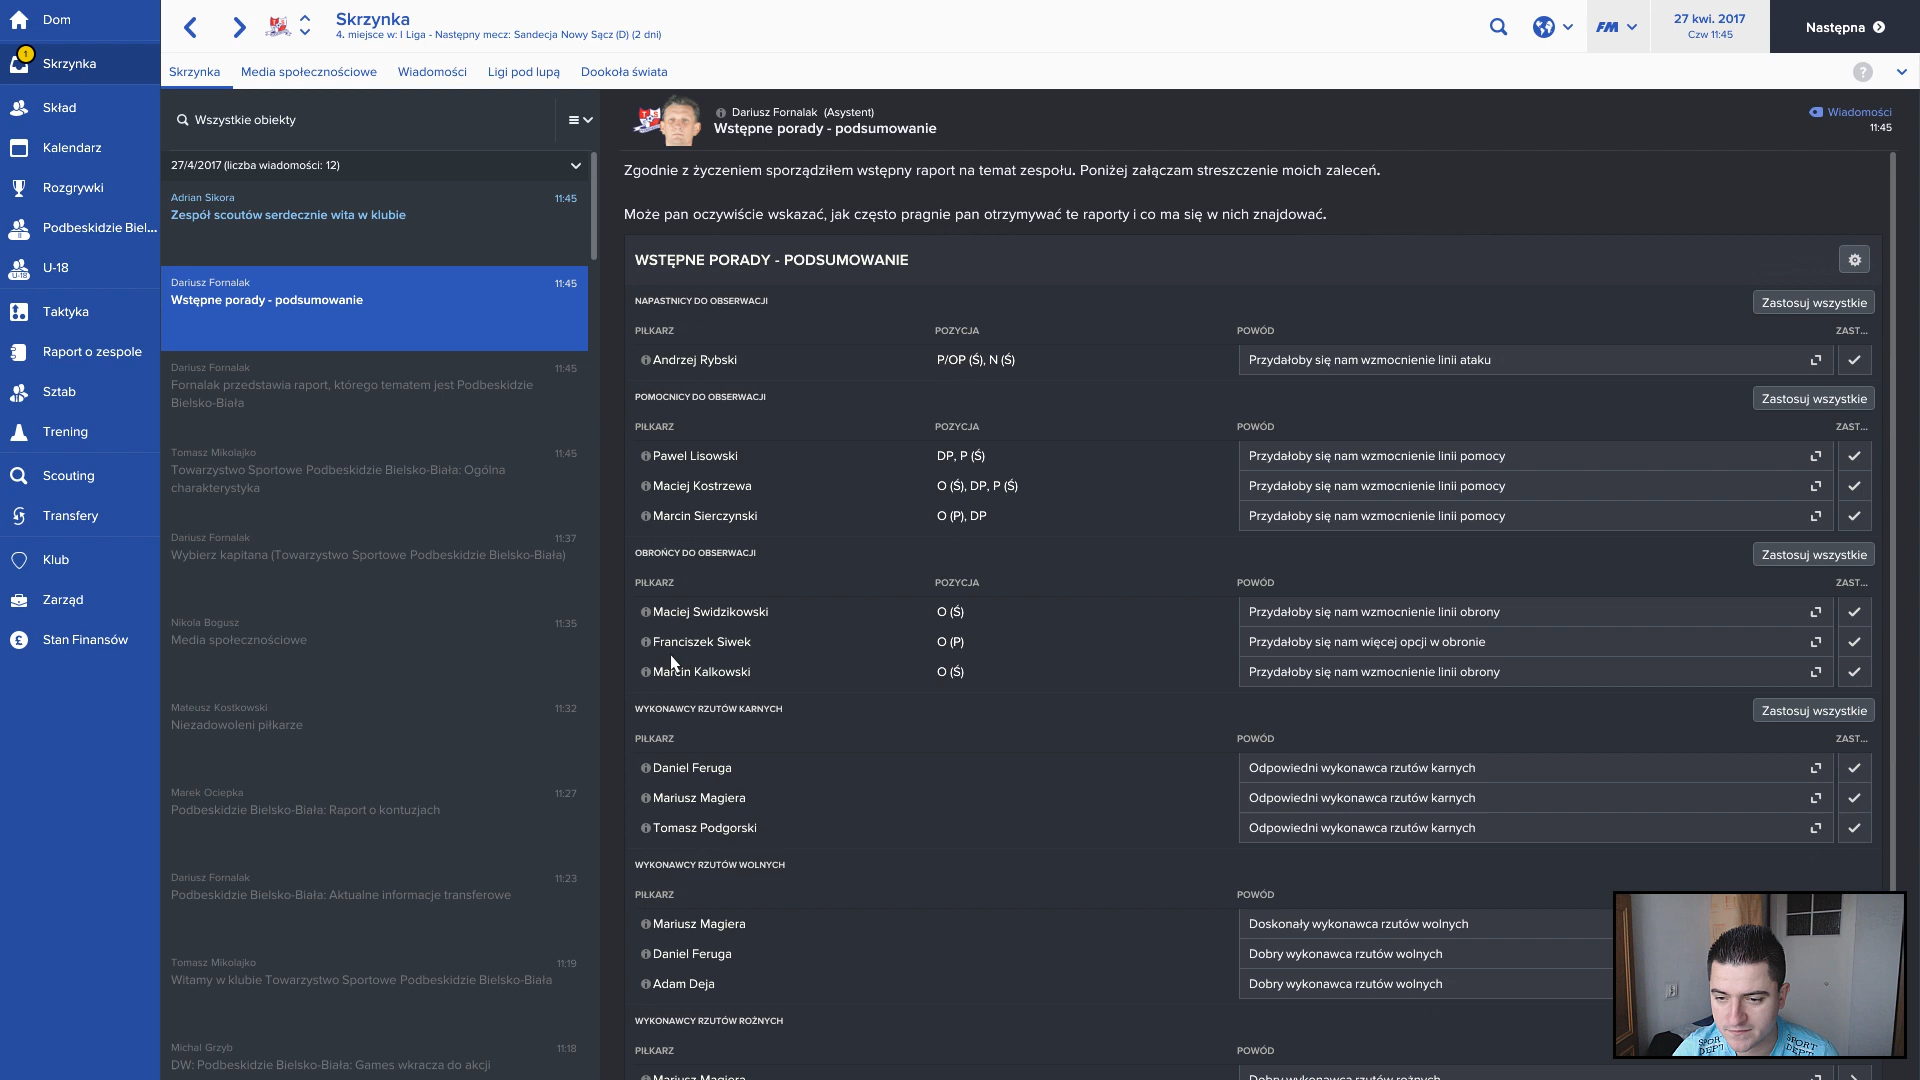 Dom
1
Skrzynka
Skład
Kalendarz
Rozgrywki
Podbeskidzie Biel...
U-18
Taktyka
Raport o zespole
Sztab
Trening
Scouting
Transfery
Klub
Zarząd
Stan Finansów
Skrzynka
4. miejsce w: I Liga - Następny mecz: Sandecja Nowy Sącz (D) (2 dni)
FM
27 kwi. 2017
Czw 11:45
Następna
Skrzynka
Media społecznościowe
Wiadomości
Ligi pod lupą
Dookoła świata
?
Wszystkie obiekty
27/4/2017 (liczba wiadomości: 12)
Adrian Sikora 11:45
Zespół scoutów serdecznie wita w klubie
Dariusz Fornalak 11:45
Wstępne porady - podsumowanie
Dariusz Fornalak 11:45
Fornalak przedstawia raport, którego tematem jest Podbeskidzie
Bielsko-Biała
Tomasz Mikolajko 11:45
Towarzystwo Sportowe Podbeskidzie Bielsko-Biała: Ogólna
charakterystyka
Dariusz Fornalak 11:37
Wybierz kapitana (Towarzystwo Sportowe Podbeskidzie Bielsko-Biała)
Nikola Bogusz 11:35
Media społecznościowe
Mateusz Kostkowski 11:32
Niezadowoleni piłkarze
Marek Ociepka 11:27
Podbeskidzie Bielsko-Biała: Raport o kontuzjach
Dariusz Fornalak 11:23
Podbeskidzie Bielsko-Biała: Aktualne informacje transferowe
Tomasz Mikolajko 11:19
Witamy w klubie Towarzystwo Sportowe Podbeskidzie Bielsko-Biała
Michal Grzyb 11:18
DW: Podbeskidzie Bielsko-Biała: Games wkracza do akcji
Dariusz Fornalak (Asystent)
Wstępne porady - podsumowanie
Wiadomości
11:45
Zgodnie z życzeniem sporządziłem wstępny raport na temat zespołu. Poniżej załączam streszczenie moich zaleceń.
Może pan oczywiście wskazać, jak często pragnie pan otrzymywać te raporty i co ma się w nich znajdować.
WSTĘPNE PORADY - PODSUMOWANIE
NAPASTNICY DO OBSERWACJI Zastosuj wszystkie
PIŁKARZ POZYCJA POWÓD ZAST...
Andrzej Rybski P/OP (Ś), N (Ś) Przydałoby się nam wzmocnienie linii ataku
POMOCNICY DO OBSERWACJI Zastosuj wszystkie
PIŁKARZ POZYCJA POWÓD ZAST...
Pawel Lisowski DP, P (Ś) Przydałoby się nam wzmocnienie linii pomocy
Maciej Kostrzewa O (Ś), DP, P (Ś) Przydałoby się nam wzmocnienie linii pomocy
Marcin Sierczynski O (P), DP Przydałoby się nam wzmocnienie linii pomocy
OBROŃCY DO OBSERWACJI Zastosuj wszystkie
PIŁKARZ POZYCJA POWÓD ZAST...
Maciej Swidzikowski O (Ś) Przydałoby się nam wzmocnienie linii obrony
Franciszek Siwek O (P) Przydałoby się nam więcej opcji w obronie
Marcin Kalkowski O (Ś) Przydałoby się nam wzmocnienie linii obrony
WYKONAWCY RZUTÓW KARNYCH Zastosuj wszystkie
PIŁKARZ POWÓD ZAST...
Daniel Feruga Odpowiedni wykonawca rzutów karnych
Mariusz Magiera Odpowiedni wykonawca rzutów karnych
Tomasz Podgorski Odpowiedni wykonawca rzutów karnych
WYKONAWCY RZUTÓW WOLNYCH
PIŁKARZ POWÓD
Mariusz Magiera Doskonały wykonawca rzutów wolnych
Daniel Feruga Dobry wykonawca rzutów wolnych
Adam Deja Dobry wykonawca rzutów wolnych
WYKONAWCY RZUTÓW ROŻNYCH
PIŁKARZ POWÓD
Mariusz Magiera Dobry wykonawca rzutów rożnych
SPORT
DEPT
SPORT
DEPT